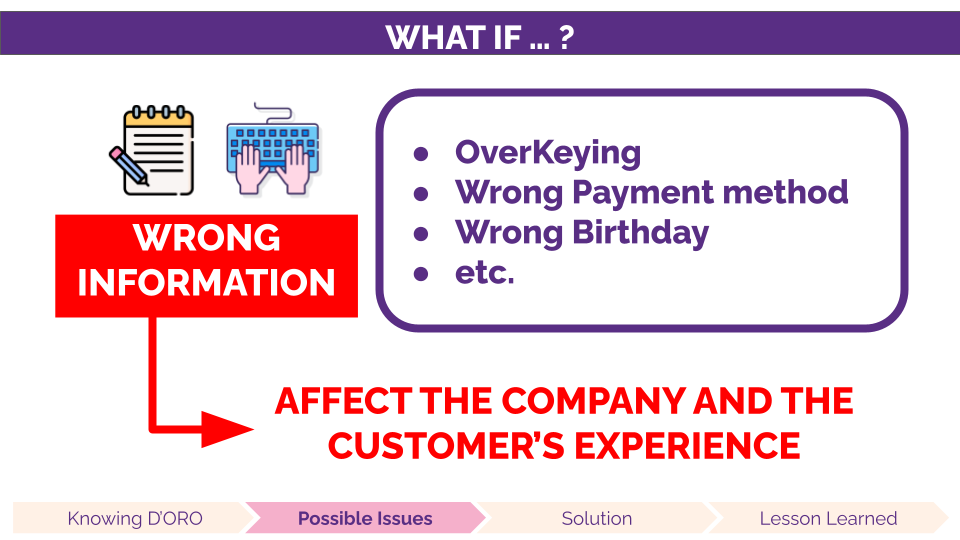 WHAT IF ... ?
WRONG
INFORMATION
● OverKeying
● Wrong Payment method
● Wrong Birthday
● etc.
AFFECT THE COMPANY AND THE
CUSTOMER’S EXPERIENCE
Knowing D’ORO
Possible Issues
Solution
Lesson Learned